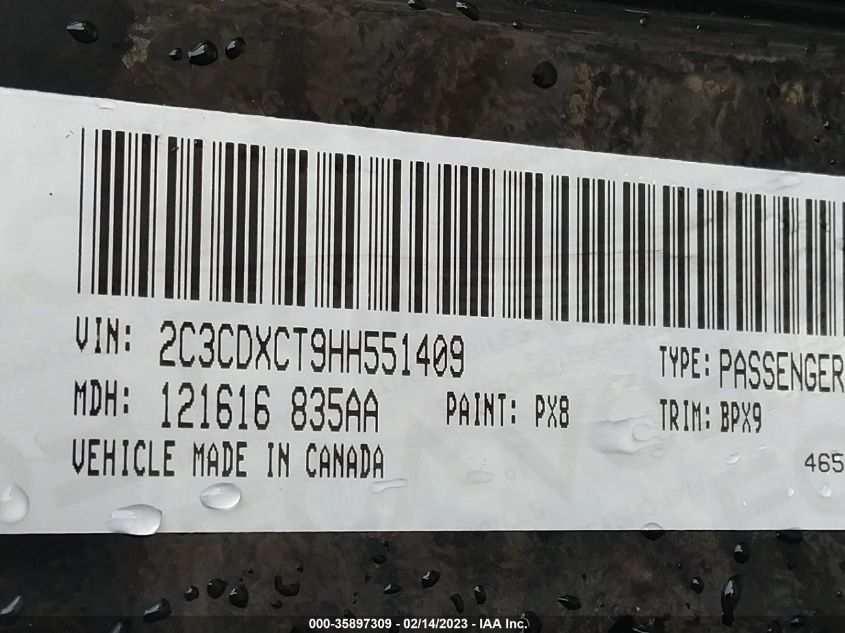 VIN: 2C3CDXCT9HH551409 TYPE: PASSENGER
MDH: 121616 835AA PAINT: PX8 TRIM: BPX9
VEHICLE MADE IN CANADA 465
000-35897309 - 02/14/2023 - IAA Inc.